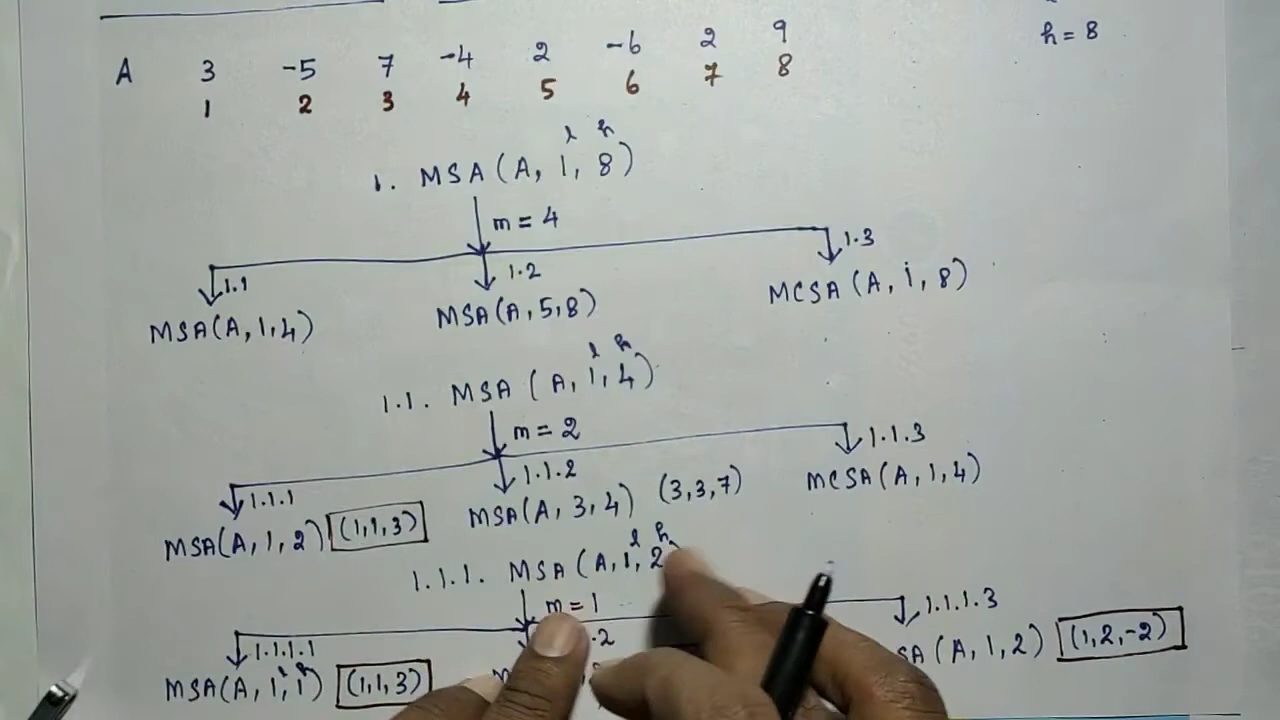 h = 8
A 3 -5 7 -4 2 -6 2 9
1 2 3 4 5 6 7 8
l h
1. MSA (A, 1, 8)
m = 4
1.1 1.2 1.3
MSA(A, 1, 4) MSA(A, 5, 8) MCSA (A, 1, 8)
l h
1.1. MSA (A, 1, 4)
m = 2
1.1.1 1.1.2 1.1.3
MSA(A, 1, 2) (1,1,3) MSA(A, 3, 4) (3,3,7) MCSA(A, 1, 4)
l h
1.1.1. MSA (A, 1, 2
m = 1
1.1.1.1 .2 1.1.1.3
l h
MSA(A, 1, 1) (1,1,3) SA (A, 1, 2) (1,2,-2)